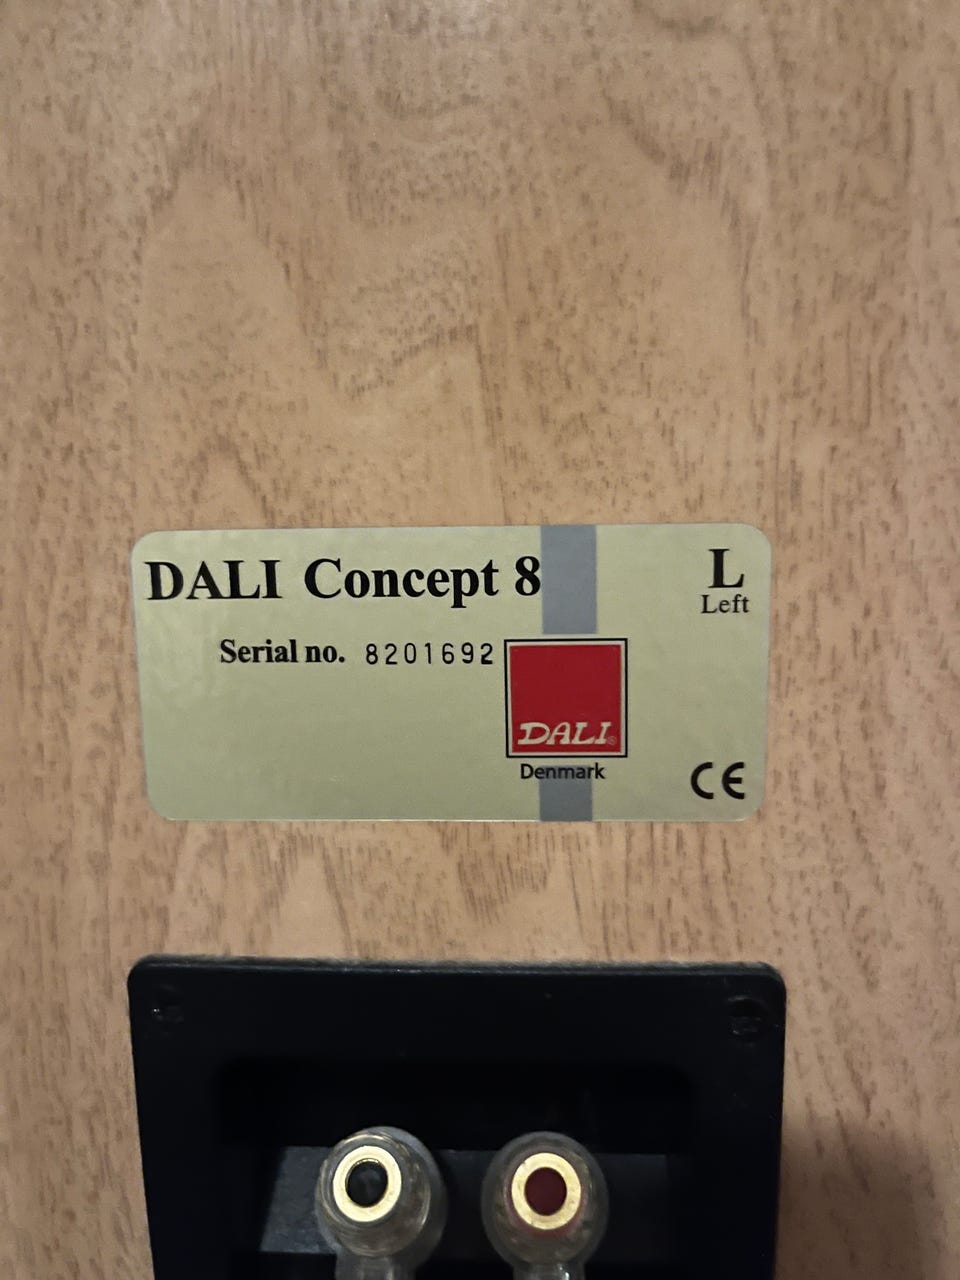 DALI Concept 8
L
Left
Serial no. 8201692
DALI®
Denmark
CE